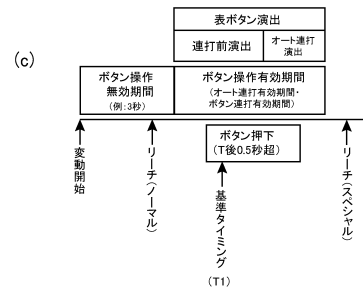 (c)
表ボタン演出
連打前演出
オート連打
演出
ボタン操作
無効期間
(例:3秒)
ボタン操作有効期間
(オート連打有効期間・
ボタン連打有効期間)
ボタン押下
(T後0.5秒超)
変動開始
リーチ(ノーマル)
基準タイミング
(T1)
リーチ(スペシャル)